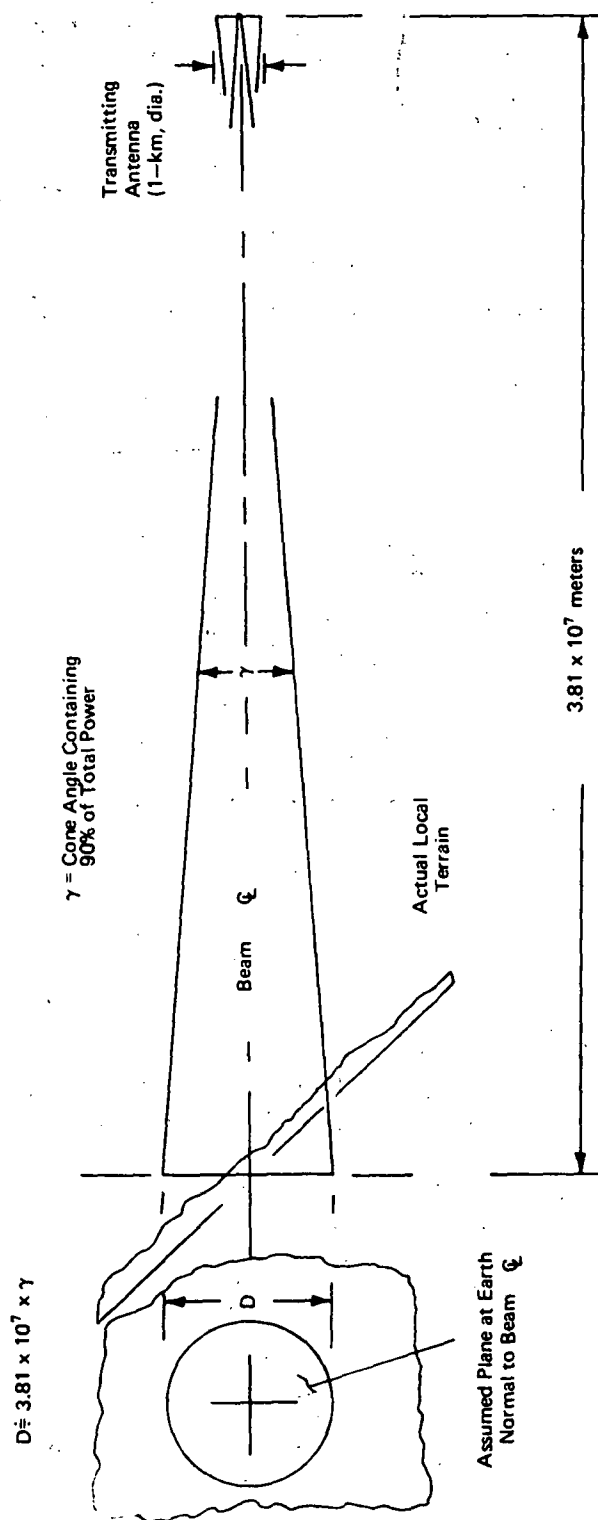 D ≐ 3.81 x 10⁷ x γ
γ = Cone Angle Containing
90% of Total Power
Transmitting
Antenna
(1–km, dia.)
D
Beam ℄
γ
Actual Local
Terrain
Assumed Plane at Earth
Normal to Beam ℄
3.81 x 10⁷ meters